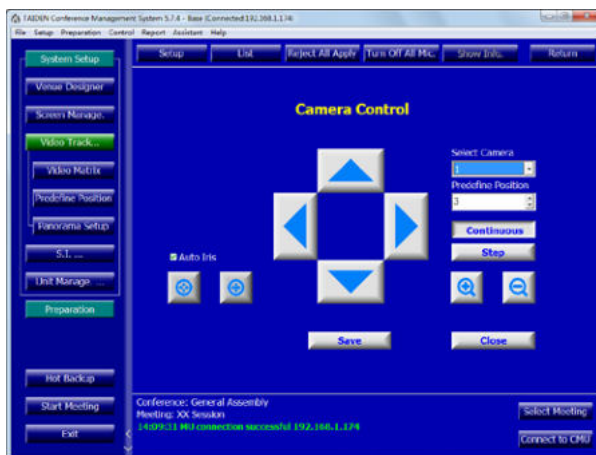 TAIDEN Conference Management System 5.7.4 - Base (Connected:192.168.1.174)
File Setup Preparation Control Report Assistant Help
System Setup
Setup
List
Reject All Apply
Turn Off All Mic.
Show Info.
Return
Venue Designer
Screen Manage.
Video Track...
Video Matrix
Predefine Position
Panorama Setup
S.I. ...
Unit Manage. ...
Preparation
Hot Backup
Start Meeting
Exit
Camera Control
Select Camera
1
Predefine Position
3
Continuous
Step
Auto Iris
Save
Close
Conference: General Assembly
Meeting: XX Session
14:09:31 MU connection successful 192.168.1.174
Select Meeting
Connect to CMU